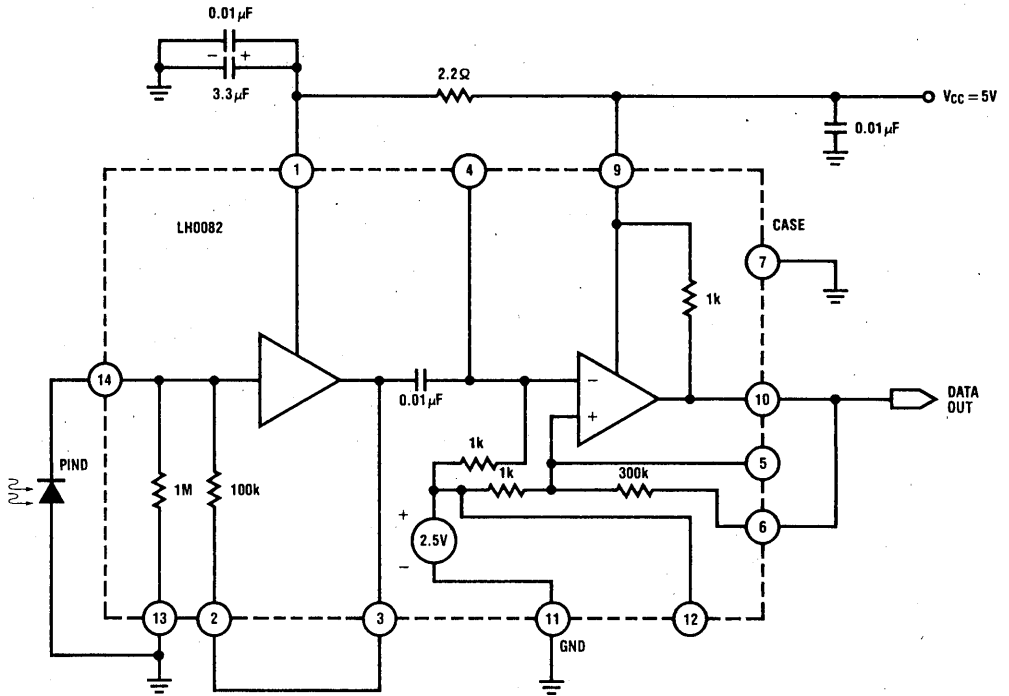 0.01μF
− +
3.3μF
2.2Ω
VCC = 5V
0.01μF
1
4
9
LH0082
CASE
7
1k
14
0.01μF
−
+
10
DATA
OUT
PIND
1M
100k
1k
1k
300k
5
6
+
2.5V
−
13
2
3
11
GND
12